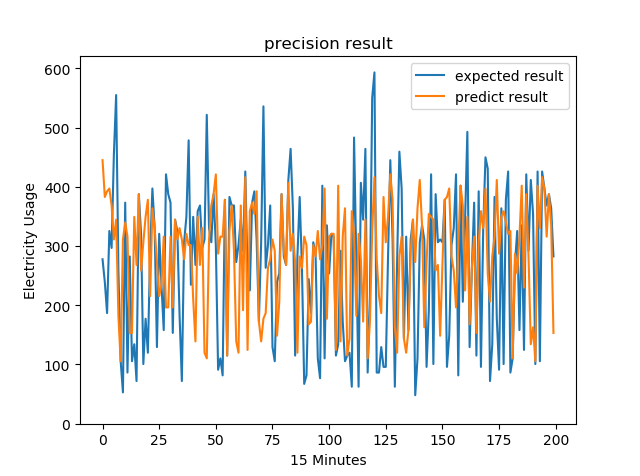 precision result
expected result
predict result
Electricity Usage
600
500
400
300
200
100
0
0 25 50 75 100 125 150 175 200
15 Minutes